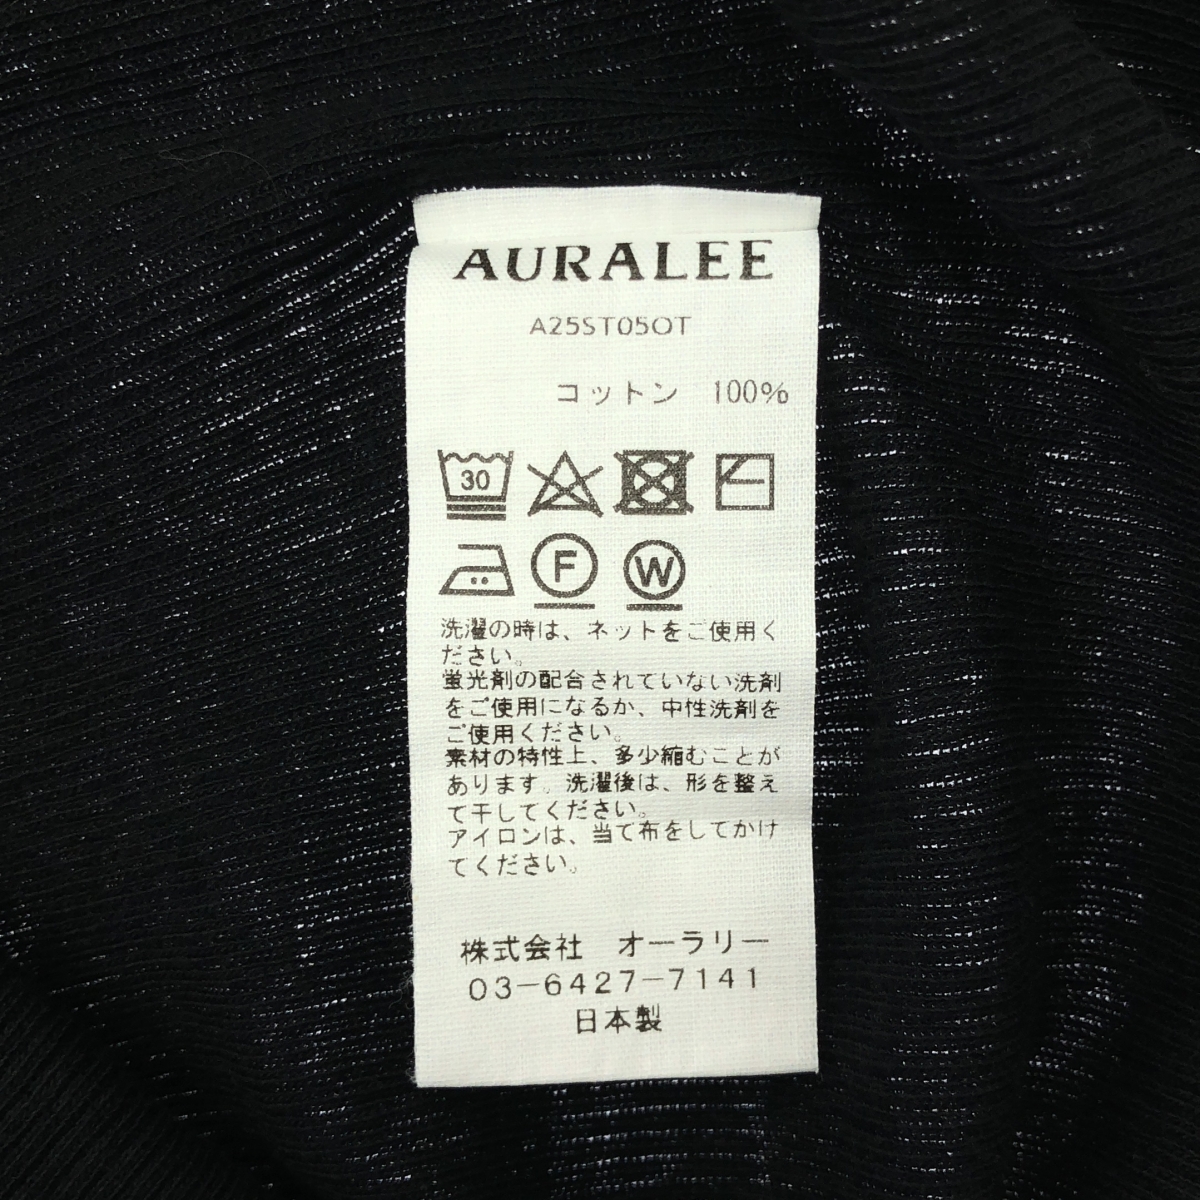 AURALEE
A25ST05OT
コットン 100%
30
F W
洗濯の時は、ネットをご使用く
ださい。
蛍光剤の配合されていない洗剤
をご使用になるか、中性洗剤を
ご使用ください。
素材の特性上、多少縮むことが
あります。洗濯後は、形を整え
て干してください。
アイロンは、当て布をしてかけ
てください。
株式会社 オーラリー
03-6427-7141
日本製